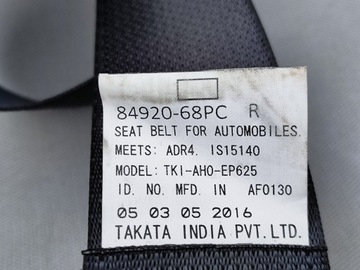 84920-68PC R
SEAT BELT FOR AUTOMOBILES.
MEETS: ADR4. IS15140
MODEL: TKI-AHO-EP625
ID. NO. MFD. IN AF0130
05 03 05 2016
TAKATA INDIA PVT.LTD.